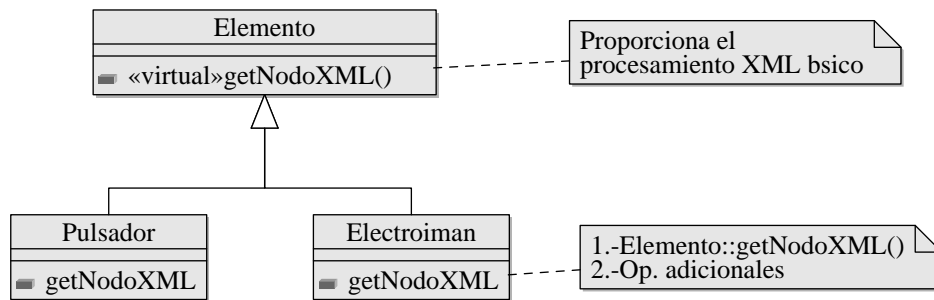 Elemento
«virtual»getNodoXML()
Proporciona el
procesamiento XML bsico
Pulsador
getNodoXML
Electroiman
getNodoXML
1.-Elemento::getNodoXML()
2.-Op. adicionales